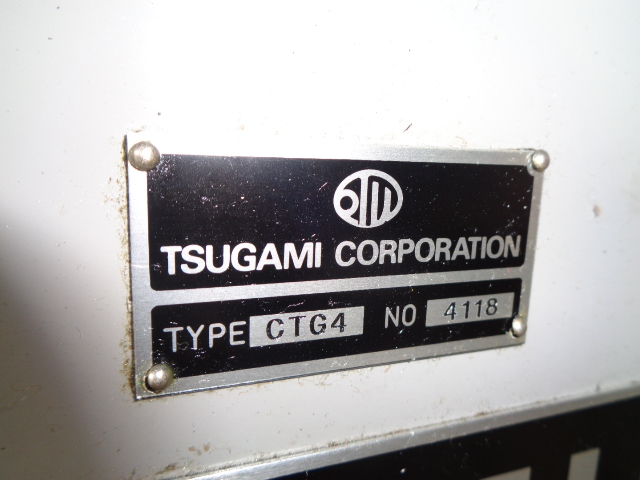 TSUGAMI CORPORATION
TYPE CTG4 NO 4118